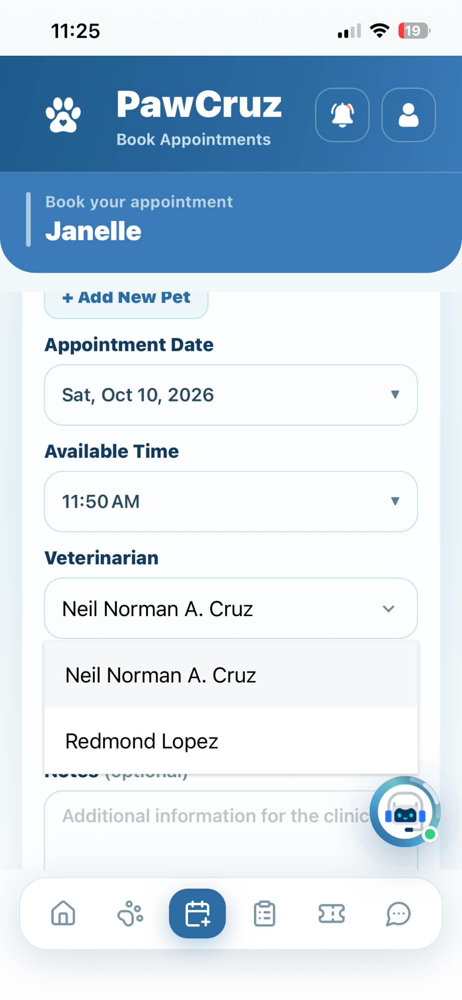 11:25
19
PawCruz
Book Appointments
Book your appointment
Janelle
+ Add New Pet
Appointment Date
Sat, Oct 10, 2026
Available Time
11:50 AM
Veterinarian
Neil Norman A. Cruz
Neil Norman A. Cruz
Redmond Lopez
Notes (optional)
Additional information for the clinic